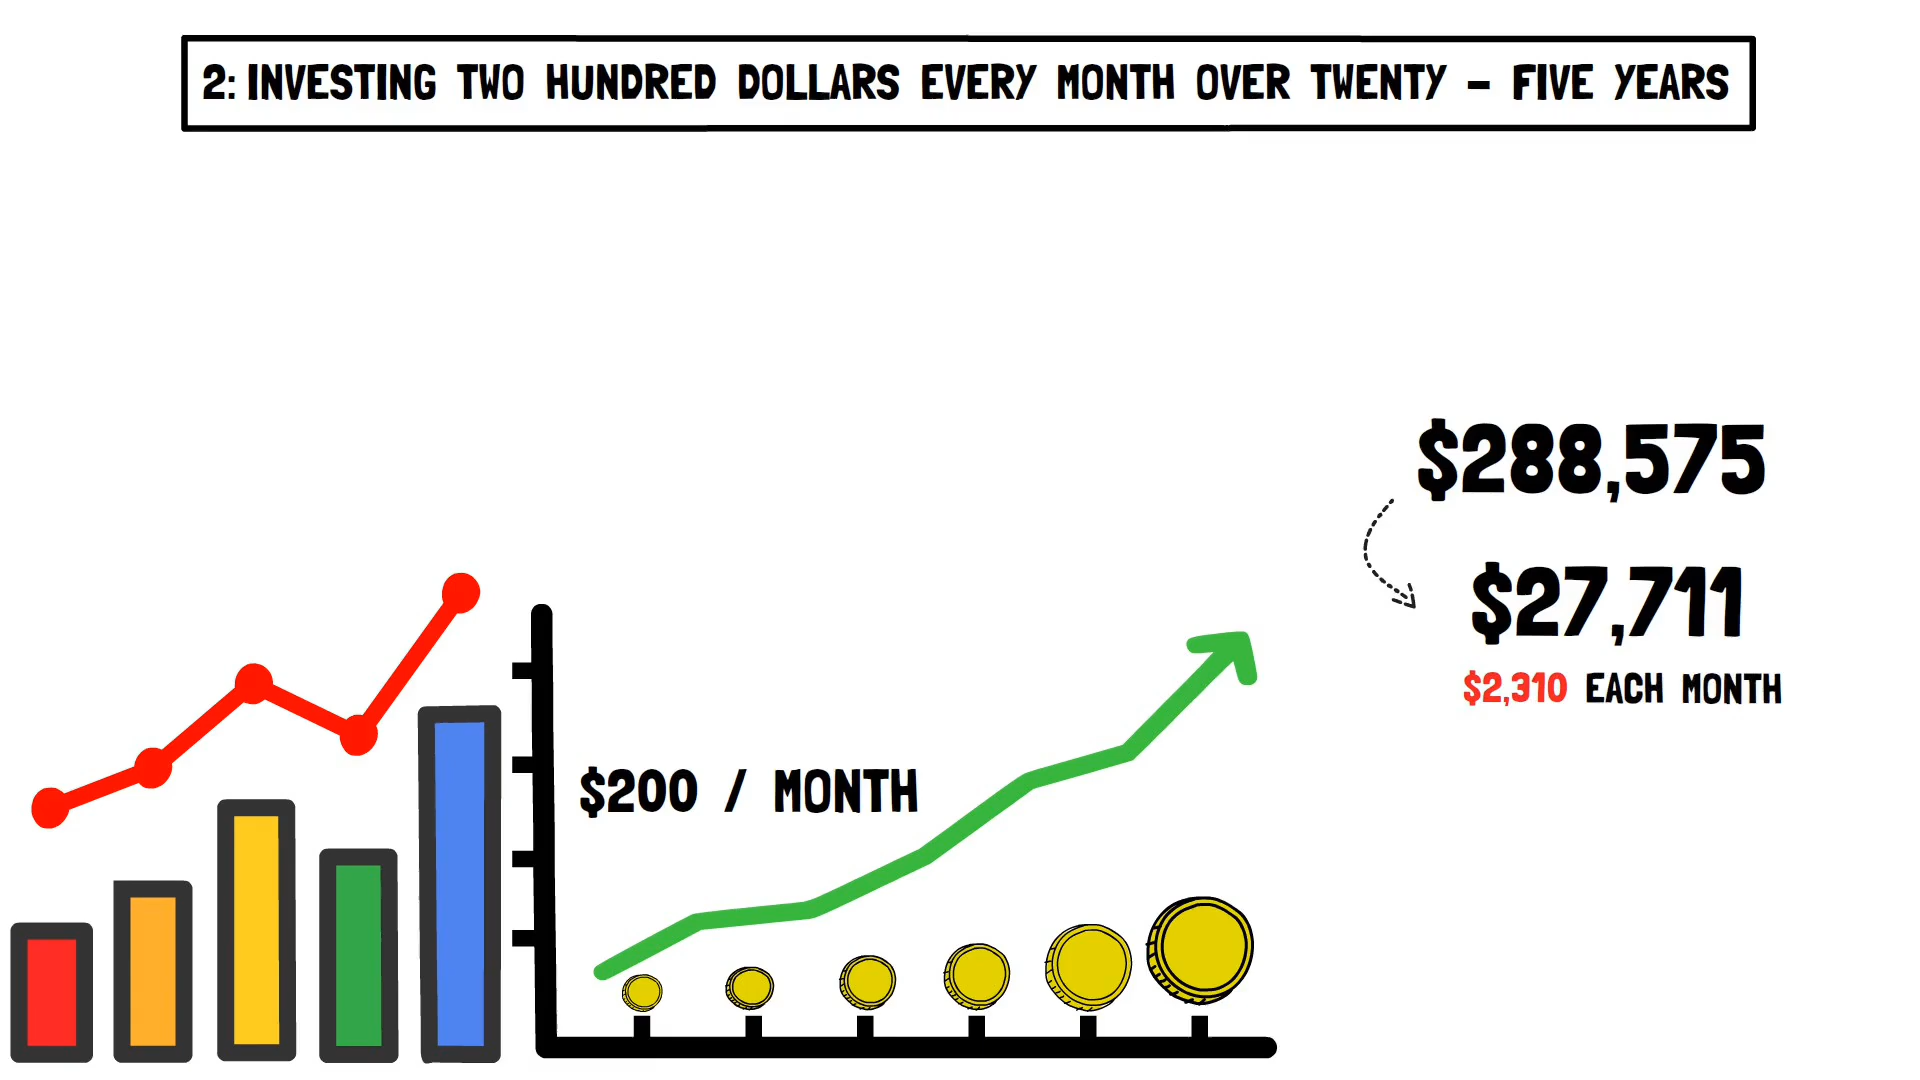 2: INVESTING TWO HUNDRED DOLLARS EVERY MONTH OVER TWENTY - FIVE YEARS
$288,575
$27,711
$2,310 EACH MONTH
$200 / MONTH